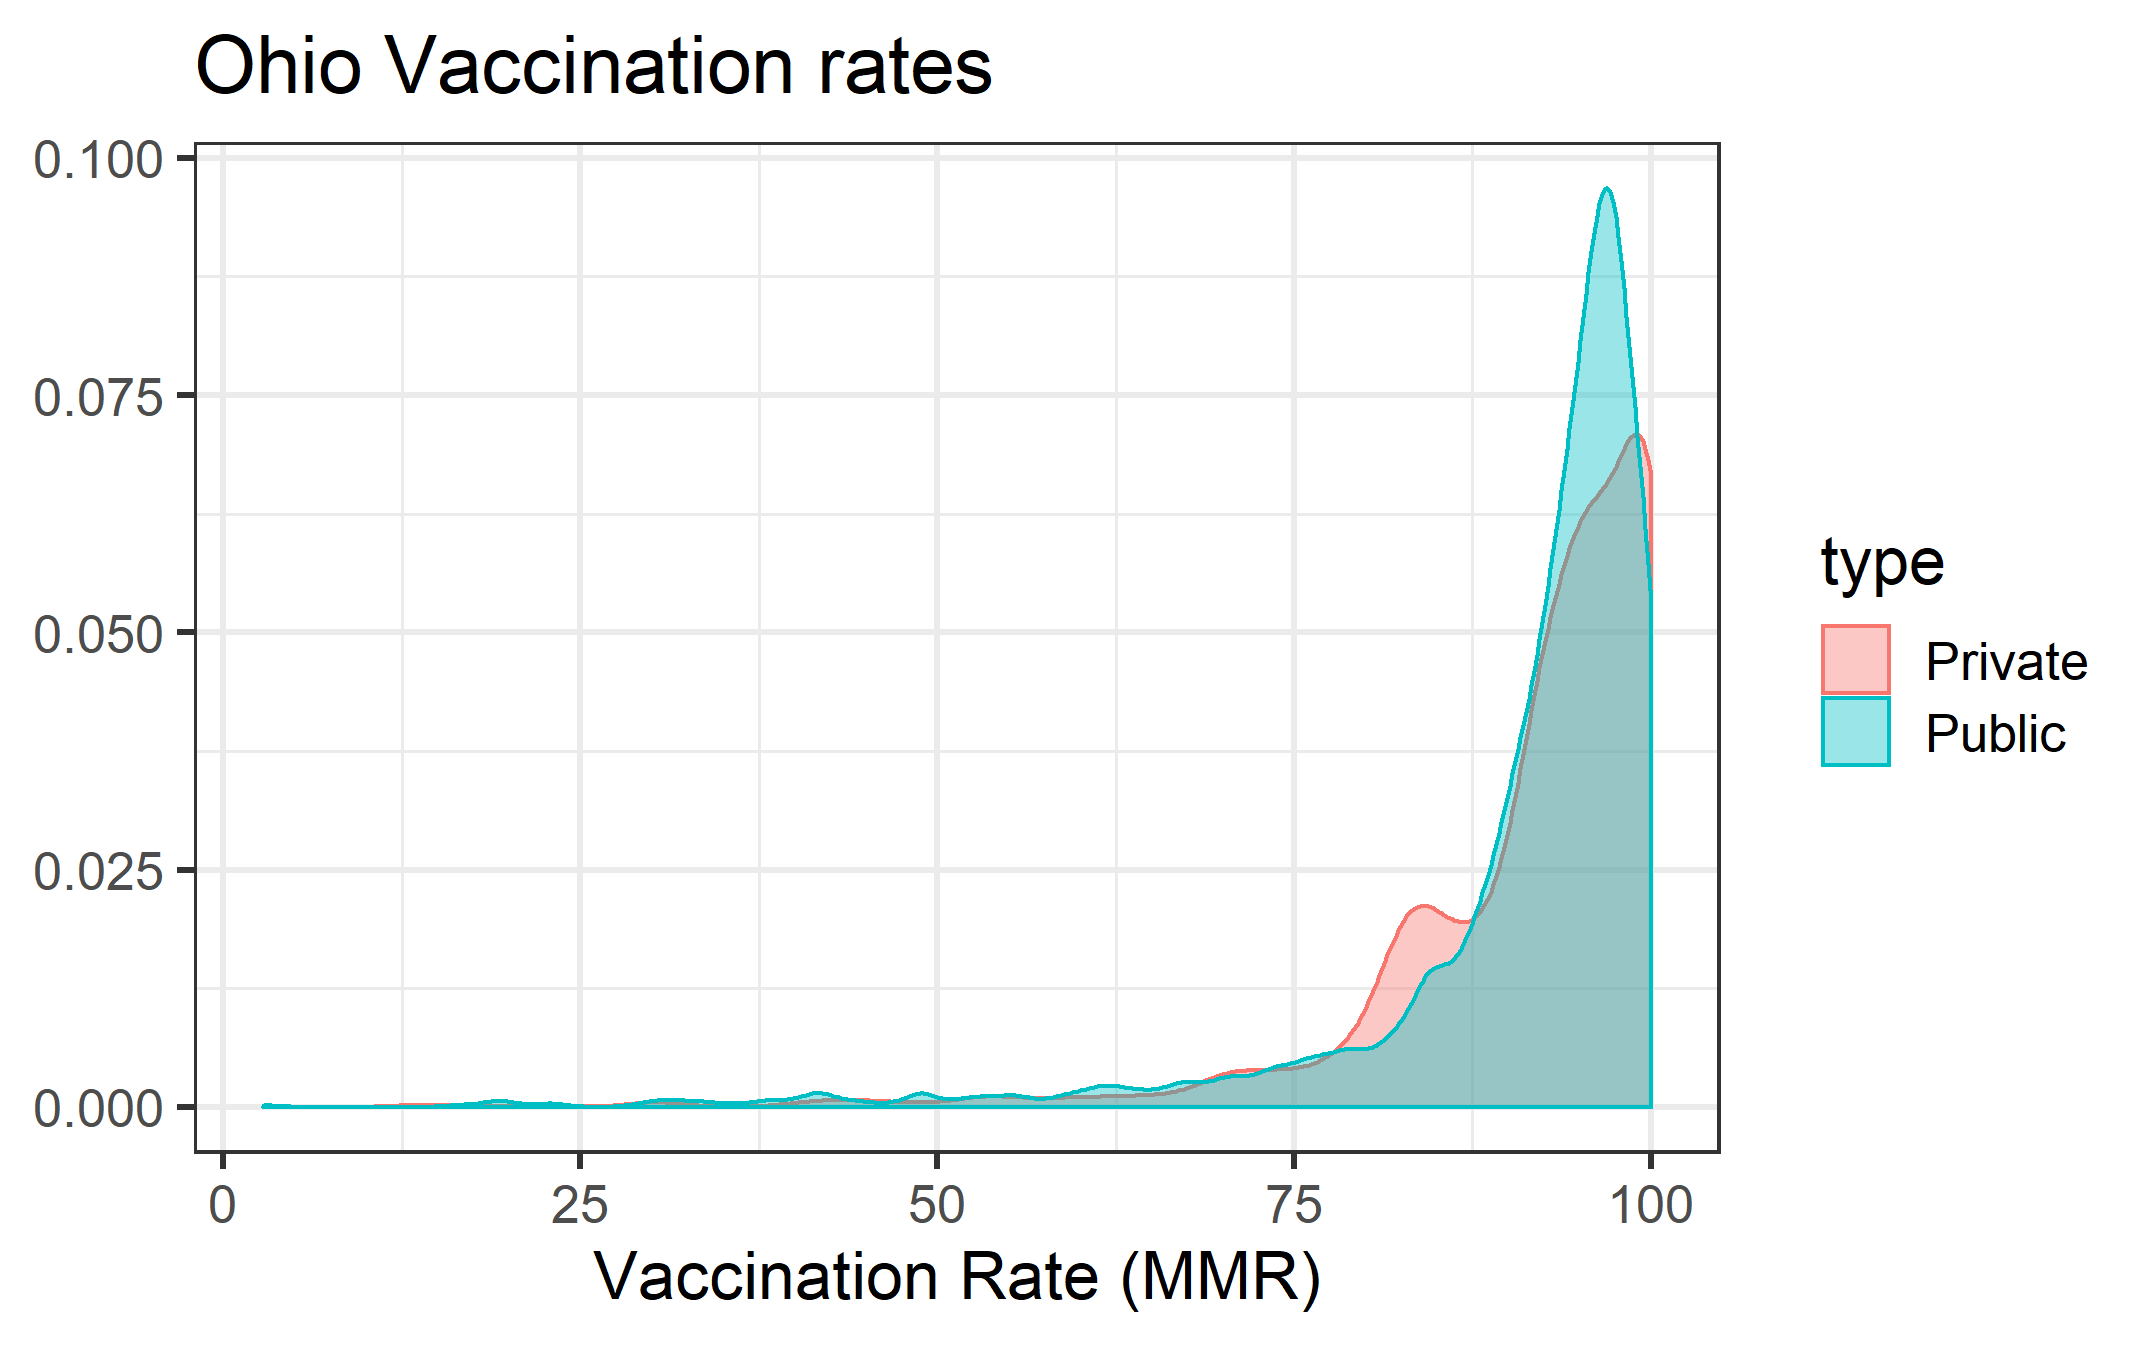 Ohio Vaccination rates
0.100
0.075
0.050
0.025
0.000
0 25 50 75 100
Vaccination Rate (MMR)
type
Private
Public